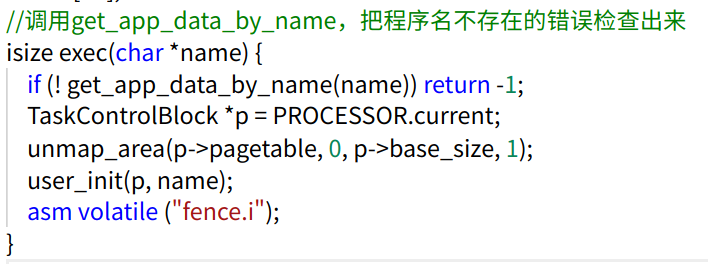 //调用get_app_data_by_name，把程序名不存在的错误检查出来
isize exec(char *name) {
if (! get_app_data_by_name(name)) return -1;
TaskControlBlock *p = PROCESSOR.current;
unmap_area(p->pagetable, 0, p->base_size, 1);
user_init(p, name);
asm volatile ("fence.i");
}